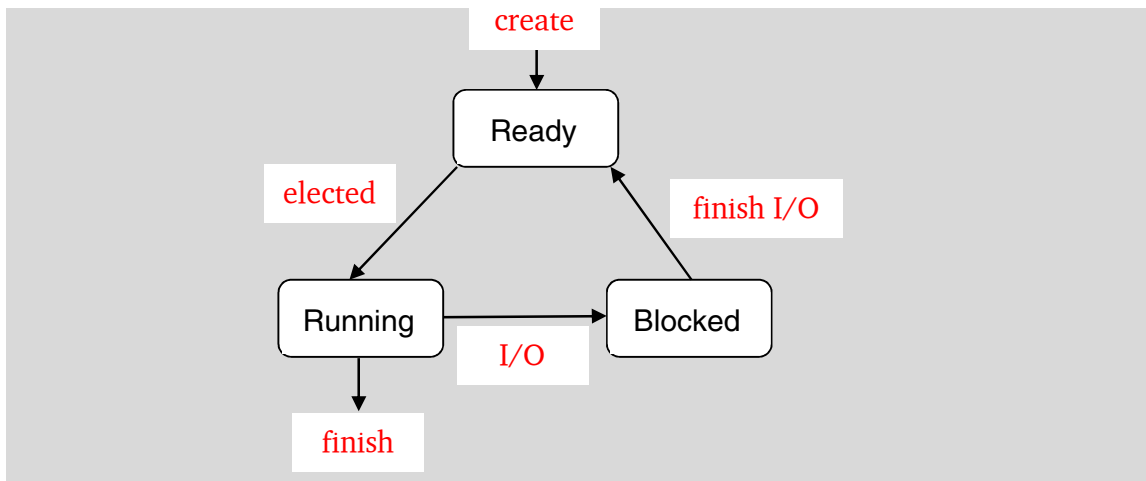 create
Ready
elected
finish I/O
Running
Blocked
I/O
finish